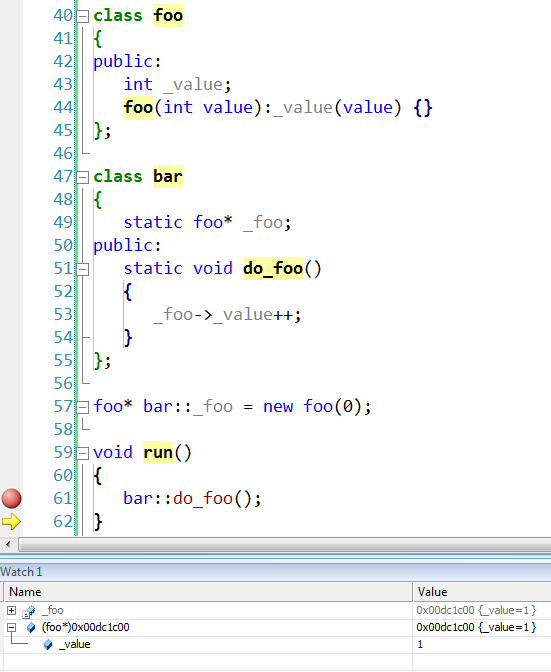 40 class foo
41 {
42 public:
43 int _value;
44 foo(int value):_value(value) {}
45 };
46
47 class bar
48 {
49 static foo* _foo;
50 public:
51 static void do_foo()
52 {
53 _foo->_value++;
54 }
55 };
56
57 foo* bar::_foo = new foo(0);
58
59 void run()
60 {
61 bar::do_foo();
62 }
Watch 1
Name Value
_foo 0x00dc1c00 {_value=1 }
(foo*)0x00dc1c00 0x00dc1c00 {_value=1 }
_value 1